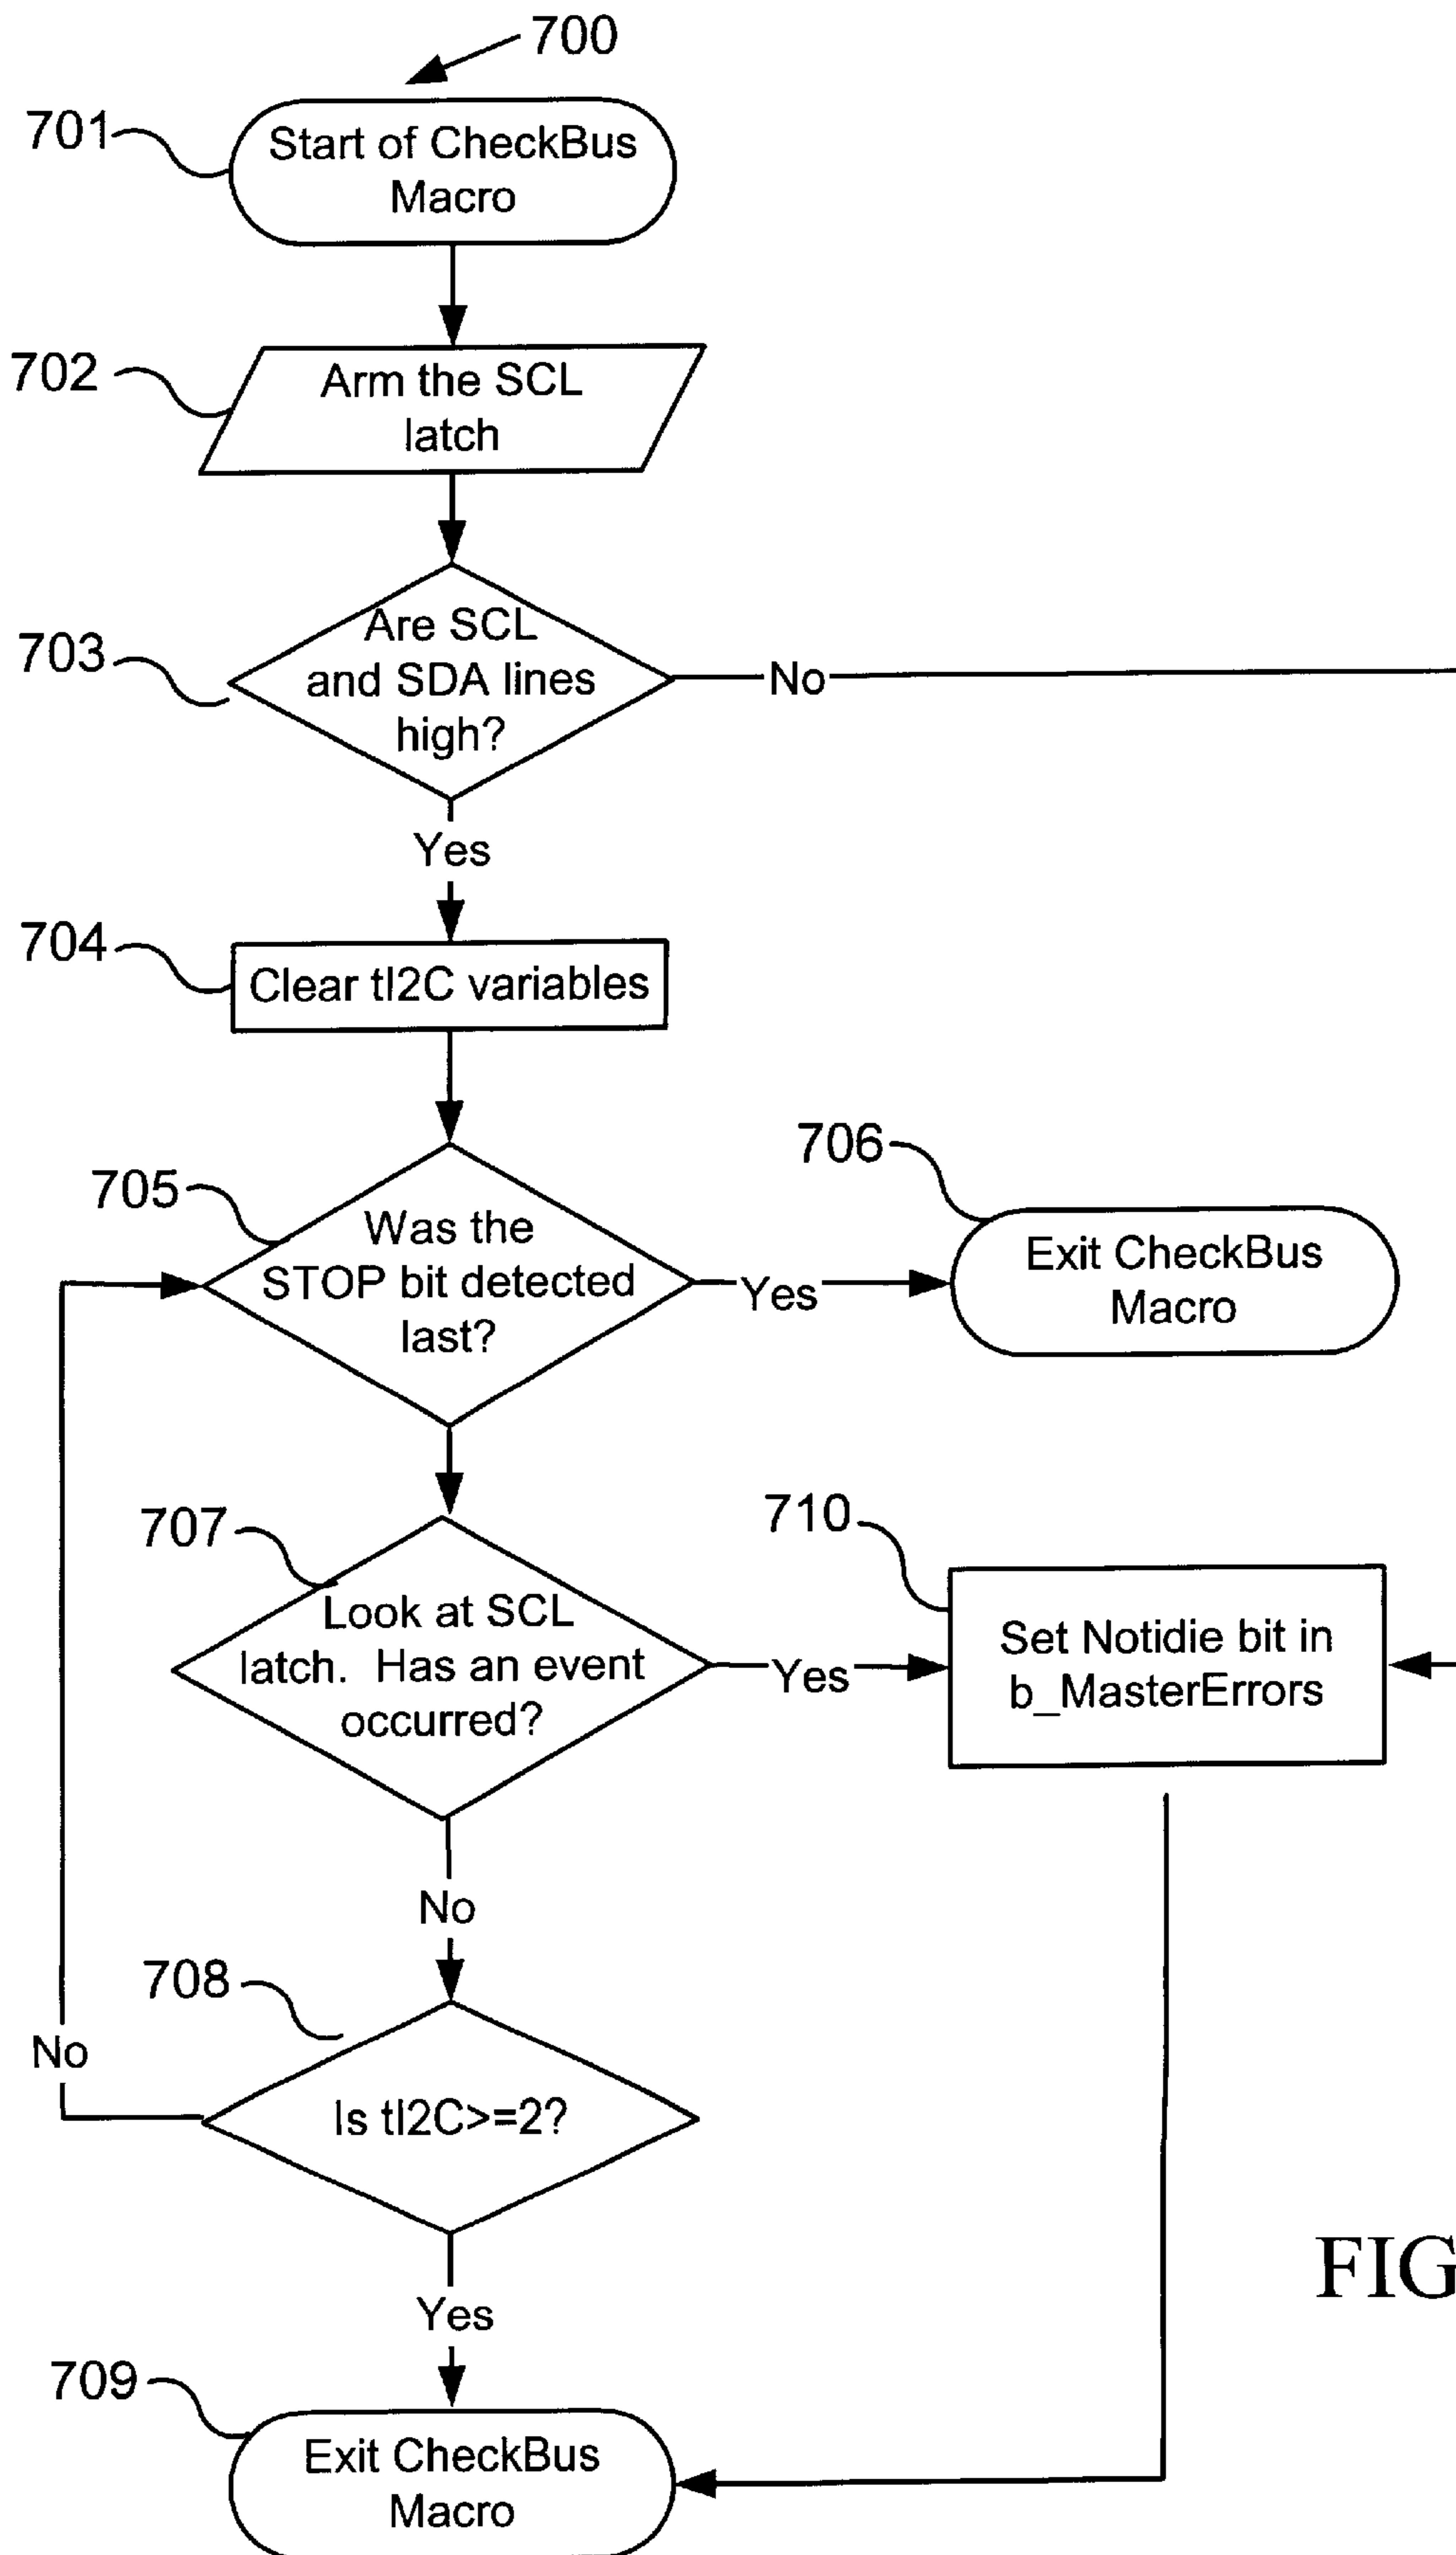 700
701
Start of CheckBus
Macro
702
Arm the SCL
latch
703
Are SCL
and SDA lines
high?
No
Yes
704
Clear tI2C variables
705
Was the
STOP bit detected
last?
Yes
706
Exit CheckBus
Macro
707
Look at SCL
latch. Has an event
occurred?
Yes
710
Set Notidie bit in
b_MasterErrors
No
708
Is tI2C>=2?
No
Yes
709
Exit CheckBus
Macro
FIG